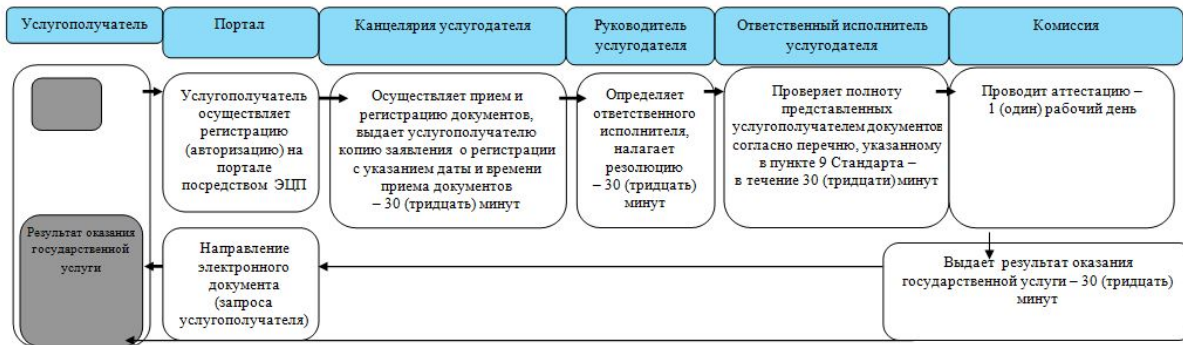 Услугополучатель
Портал
Канцелярия услугодателя
Руководитель
услугодателя
Ответственный исполнитель
услугодателя
Комиссия
Услугополучатель
осуществляет
регистрацию
(авторизацию) на
портале
посредством ЭЦП
Осуществляет прием и
регистрацию документов,
выдает услугополучателю
копию заявления о регистрации
с указанием даты и времени
приема документов
– 30 (тридцать) минут
Определяет
ответственного
исполнителя,
налагает
резолюцию
– 30 (тридцать)
минут
Проверяет полноту
представленных
услугополучателем документов
согласно перечню, указанному
в пункте 9 Стандарта –
в течение 30 (тридцати) минут
Проводит аттестацию –
1 (один) рабочий день
Результат оказания
государственной
услуги
Направление
электронного
документа
(запроса
услугополучателя)
Выдает результат оказания
государственной услуги – 30 (тридцать)
минут